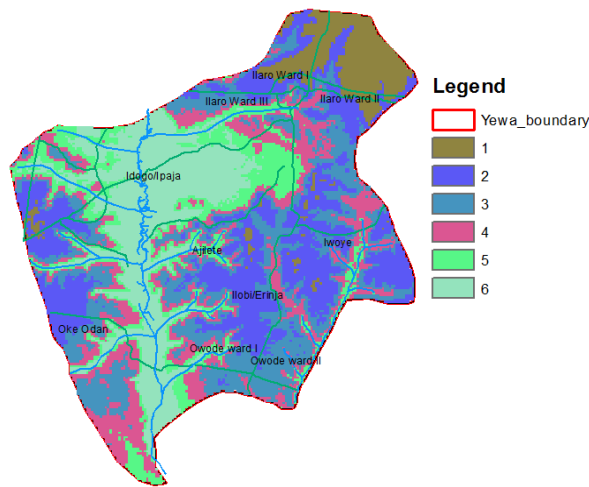 Ilaro Ward I
Ilaro Ward III
Ilaro Ward II
Idogo/Ipaja
Ajilete
Iwoye
Ilobi/Erinja
Oke Odan
Owode ward I
Owode ward II
Legend
Yewa_boundary
1
2
3
4
5
6